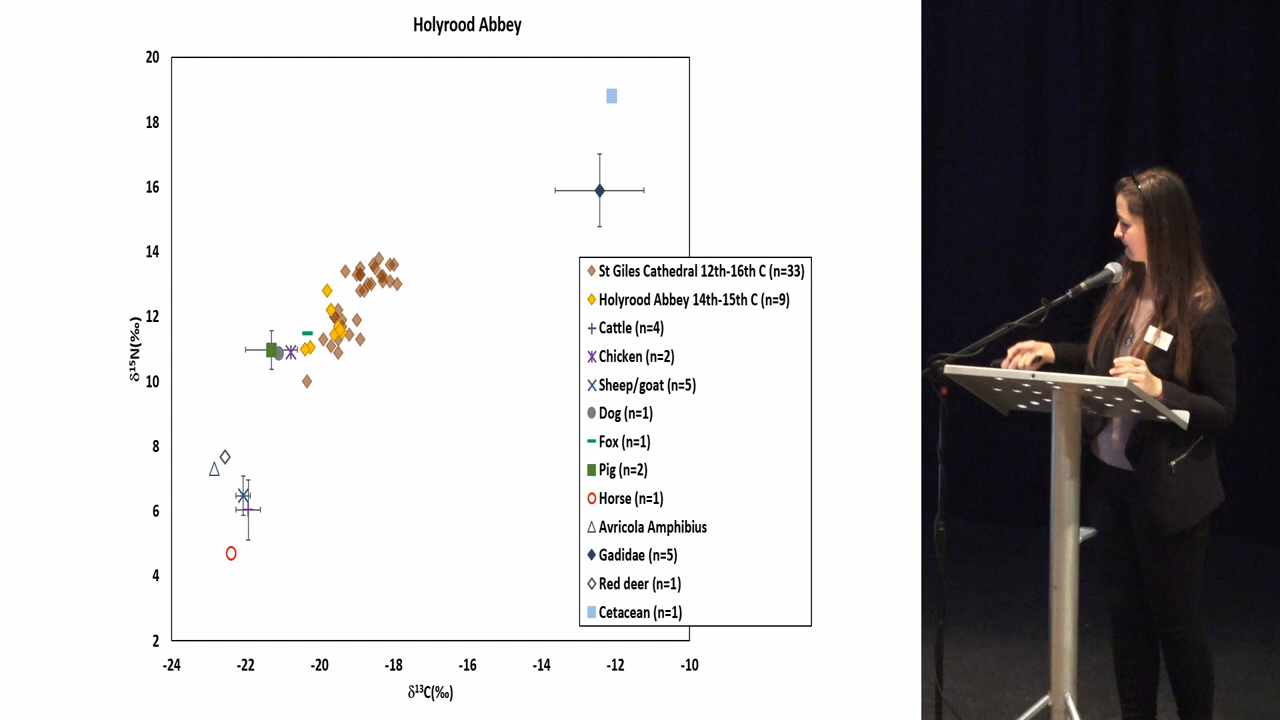 Holyrood Abbey
20
18
16
14
12
10
8
6
4
2
δ¹⁵N(‰)
-24 -22 -20 -18 -16 -14 -12 -10
δ¹³C(‰)
St Giles Cathedral 12th-16th C (n=33)
Holyrood Abbey 14th-15th C (n=9)
Cattle (n=4)
Chicken (n=2)
Sheep/goat (n=5)
Dog (n=1)
Fox (n=1)
Pig (n=2)
Horse (n=1)
Avricola Amphibius
Gadidae (n=5)
Red deer (n=1)
Cetacean (n=1)